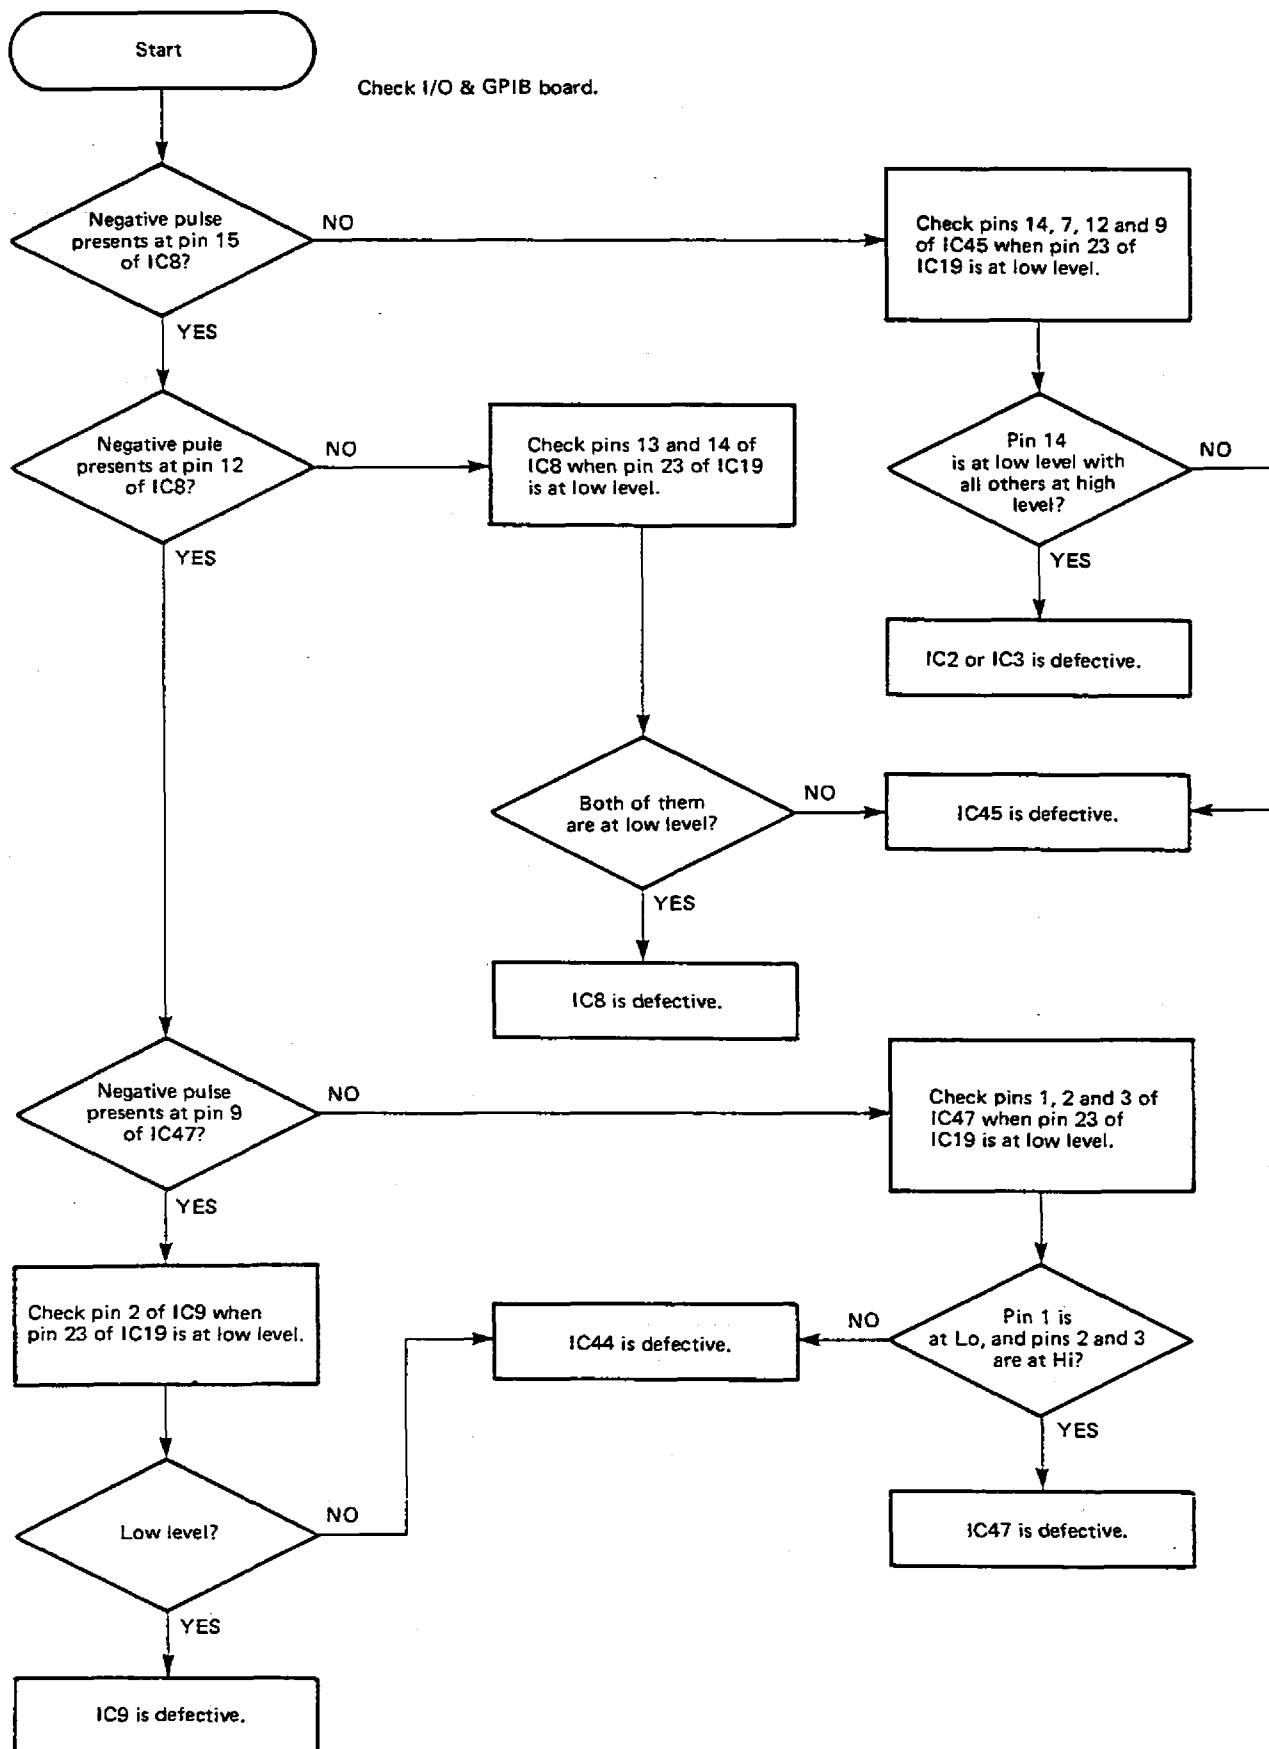 Start
Check I/O & GPIB board.
Negative pulse
presents at pin 15
of IC8?
NO
YES
Check pins 14, 7, 12 and 9
of IC45 when pin 23 of
IC19 is at low level.
Negative pule
presents at pin 12
of IC8?
NO
YES
Check pins 13 and 14 of
IC8 when pin 23 of IC19
is at low level.
Pin 14
is at low level with
all others at high
level?
NO
YES
IC2 or IC3 is defective.
Both of them
are at low level?
NO
YES
IC45 is defective.
IC8 is defective.
Negative pulse
presents at pin 9
of IC47?
NO
YES
Check pins 1, 2 and 3 of
IC47 when pin 23 of
IC19 is at low level.
Check pin 2 of IC9 when
pin 23 of IC19 is at low level.
IC44 is defective.
NO
Pin 1 is
at Lo, and pins 2 and 3
are at Hi?
YES
Low level?
NO
YES
IC47 is defective.
IC9 is defective.